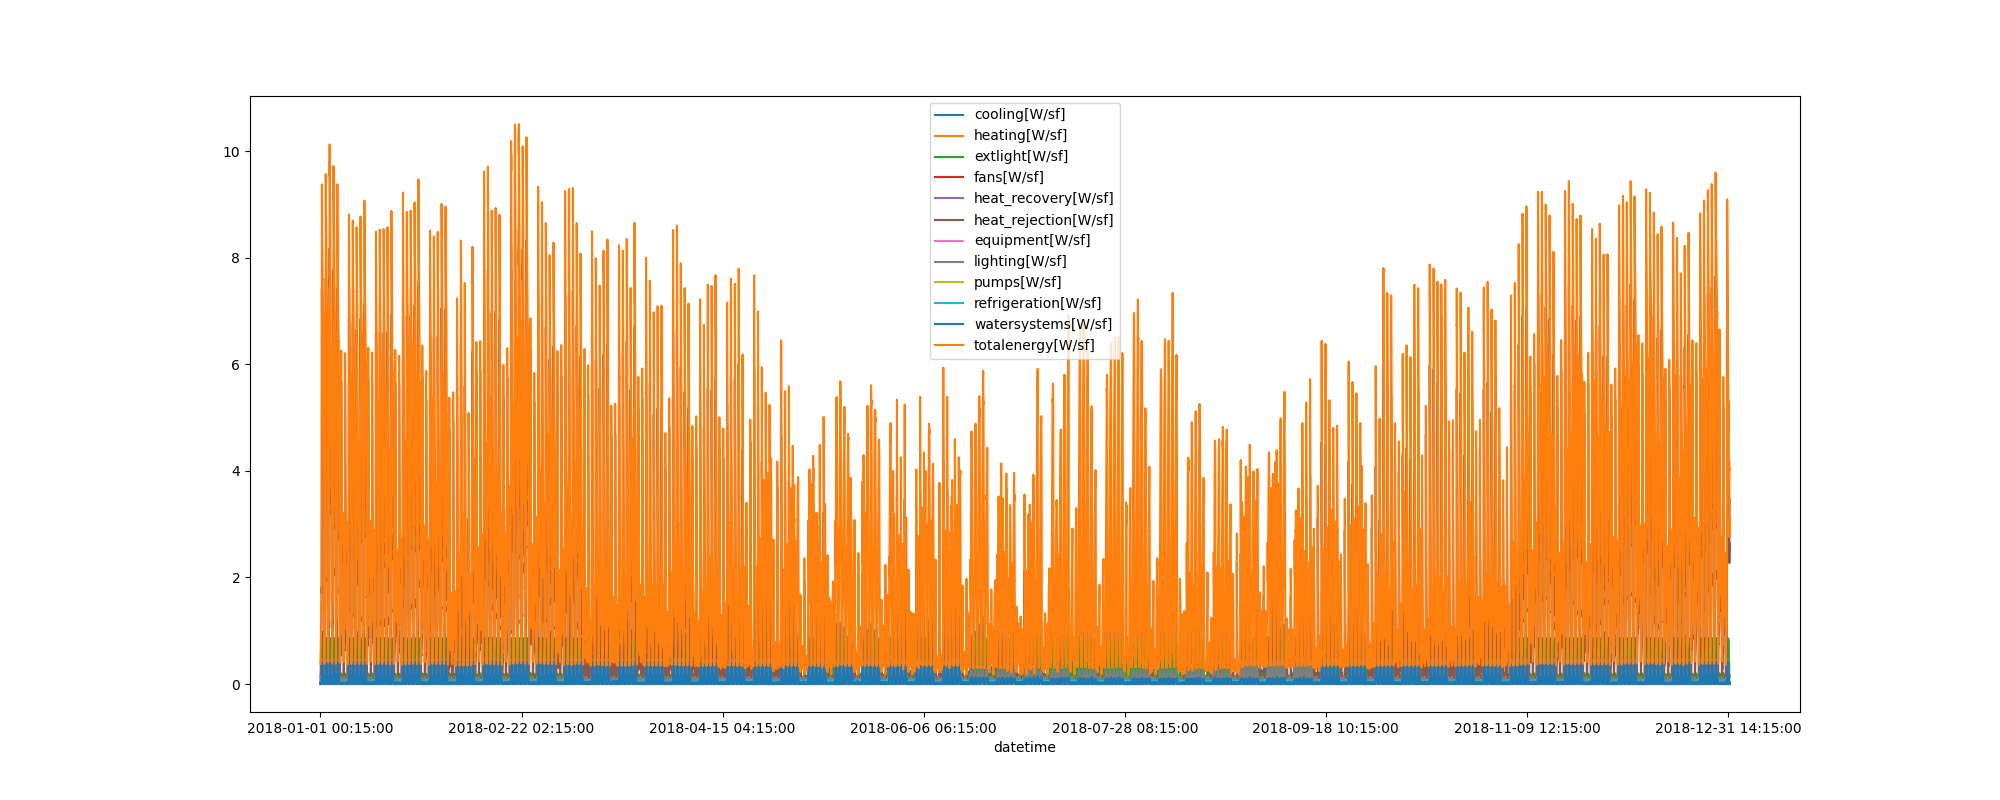 cooling[W/sf]
heating[W/sf]
extlight[W/sf]
fans[W/sf]
heat_recovery[W/sf]
heat_rejection[W/sf]
equipment[W/sf]
lighting[W/sf]
pumps[W/sf]
refrigeration[W/sf]
watersystems[W/sf]
totalenergy[W/sf]
10
8
6
4
2
0
2018-01-01 00:15:00 2018-02-22 02:15:00 2018-04-15 04:15:00 2018-06-06 06:15:00 2018-07-28 08:15:00 2018-09-18 10:15:00 2018-11-09 12:15:00 2018-12-31 14:15:00
datetime